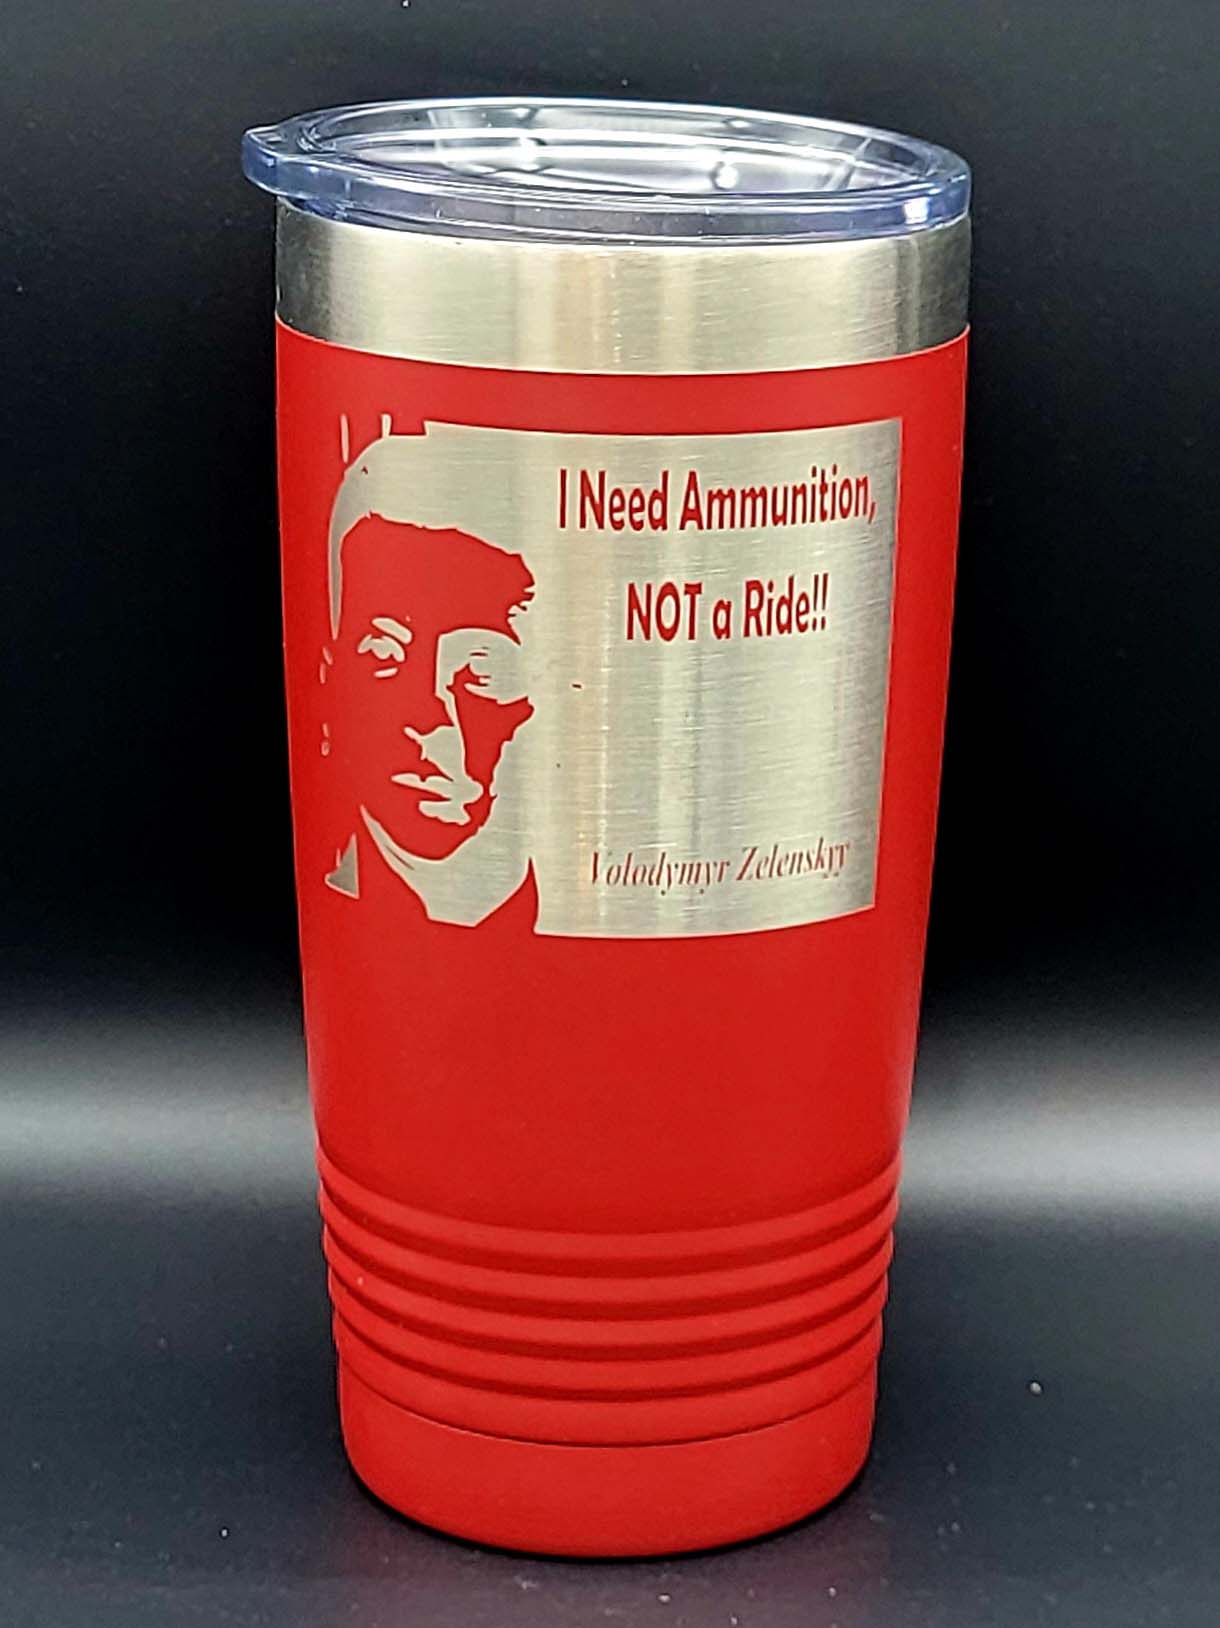 I Need Ammunition,
NOT a Ride!!
Volodymyr Zelenskyy